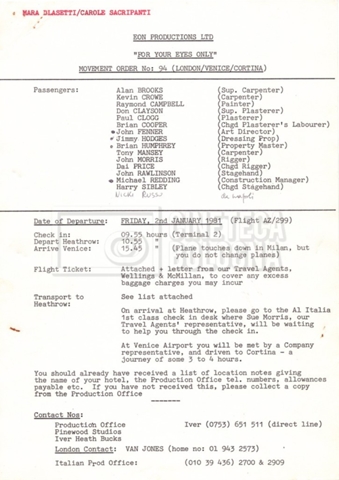 MARA DLASETTI/CAROLE SACRIPANTI
EON PRODUCTIONS LTD
"FOR YOUR EYES ONLY"
MOVEMENT ORDER No: 94 (LONDON/VENICE/CORTINA)
Passengers: Alan BROOKS (Sup. Carpenter)
Kevin CROWE (Carpenter)
Raymond CAMPBELL (Painter)
Don CLAYSON (Sup. Plasterer)
Paul CLOGG (Plasterer)
Brian COOPER (Chgd Plasterer's Labourer)
John FENNER (Art Director)
Jimmy HODGES (Dressing Prop)
Brian HUMPHREY (Property Master)
Tony MANSEY (Carpenter)
John MORRIS (Rigger)
Dai PRICE (Chgd Rigger)
John RAWLINSON (Stagehand)
Michael REDDING (Construction Manager)
Harry SIBLEY (Chgd Stagehand)
Date of Departure: FRIDAY, 2nd JANUARY 1981 (Flight AZ/299)
Check in: 09.55 hours (Terminal 2)
Depart Heathrow: 10.55 "
Arrive Venice: 15.45 " (Plane touches down in Milan, but
you do not change planes)
Flight Ticket: Attached + letter from our Travel Agents,
Wellings & McMillan, to cover any excess
baggage charges you may incur
Transport to See list attached
Heathrow:
On arrival at Heathrow, please go to the Al Italia
1st class check in desk where Sue Morris, our
Travel Agents' representative, will be waiting
to help you through the check in.
At Venice Airport you will be met by a Company
representative, and driven to Cortina - a
journey of some 3 to 4 hours.
You should already have received a list of location notes giving
the name of your hotel, the Production Office tel. numbers, allowances
payable etc. If you have not received this, please collect a copy
from the Production Office
-------
Contact Nos:
Production Office Iver (0753) 651 511 (direct line)
Pinewood Studios
Iver Heath Bucks
London Contact: VAN JONES (home no: 01 943 2573)
Italian Prod Office: (010 39 436) 2700 & 2909